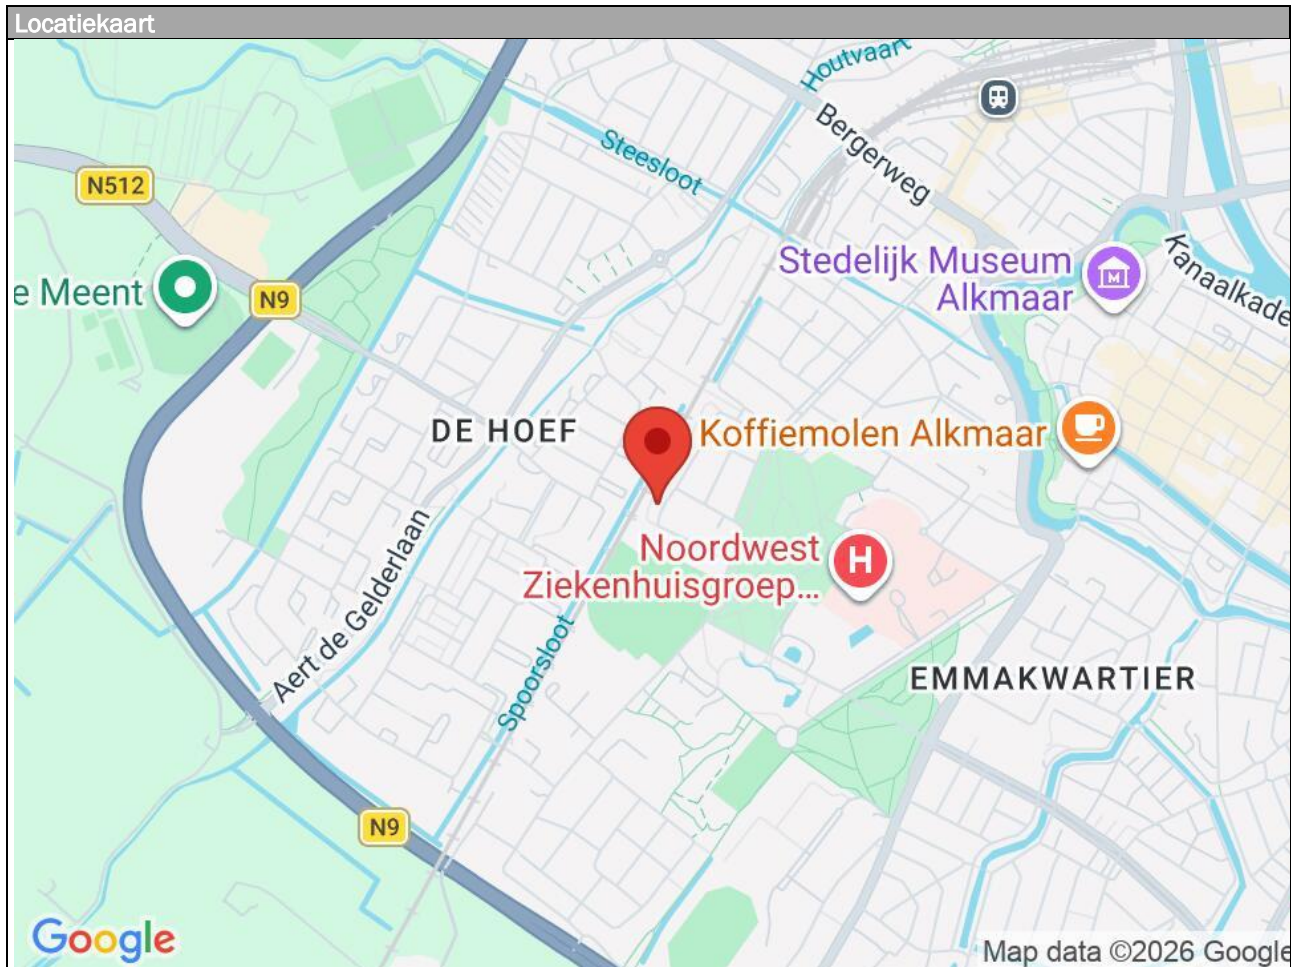 Locatiekaart
Houtvaart
Bergerweg
Steesloot
N512
Stedelijk Museum
Alkmaar
Kanaalkade
e Meent
N9
DE HOEF
Koffiemolen Alkmaar
Noordwest
Ziekenhuisgroep...
H
Aert de Gelderlaan
Spoorsloot
EMMAKWARTIER
N9
Google
Map data ©2026 Google